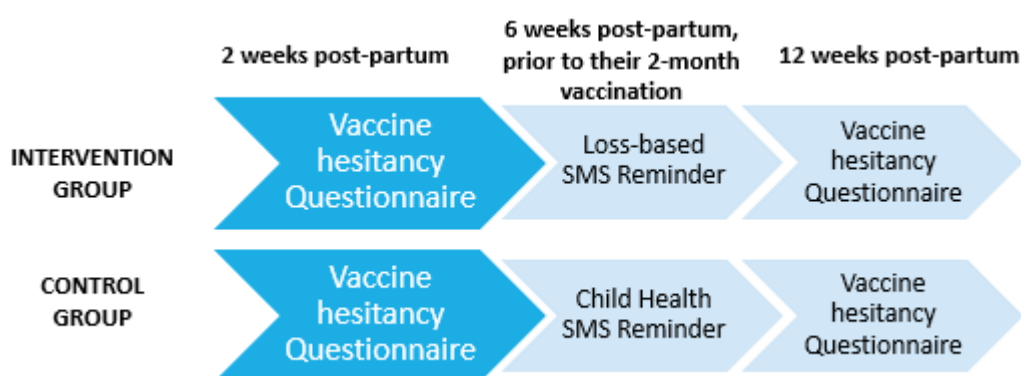 2 weeks post-partum
6 weeks post-partum,
prior to their 2-month
vaccination
12 weeks post-partum
INTERVENTION
GROUP
Vaccine
hesitancy
Questionnaire
Loss-based
SMS Reminder
Vaccine
hesitancy
Questionnaire
CONTROL
GROUP
Vaccine
hesitancy
Questionnaire
Child Health
SMS Reminder
Vaccine
hesitancy
Questionnaire